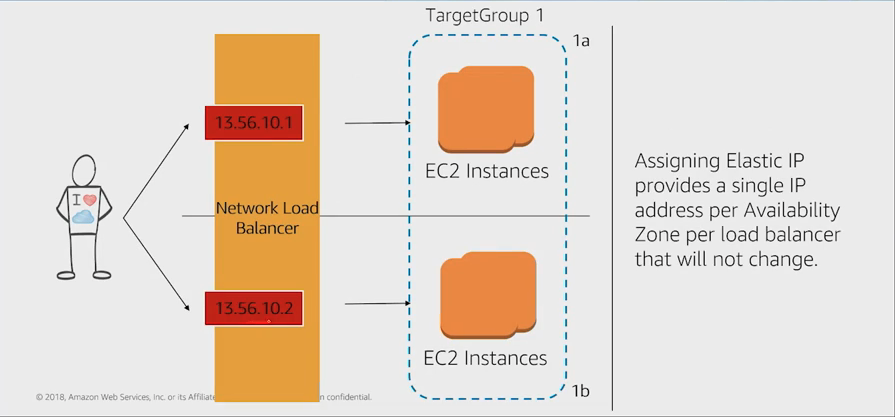 TargetGroup 1
1a
13.56.10.1
EC2 Instances
Network Load
Balancer
I
13.56.10.2
EC2 Instances
1b
Assigning Elastic IP
provides a single IP
address per Availability
Zone per load balancer
that will not change.
© 2018, Amazon Web Services, Inc. or its Affiliate
n confidential.